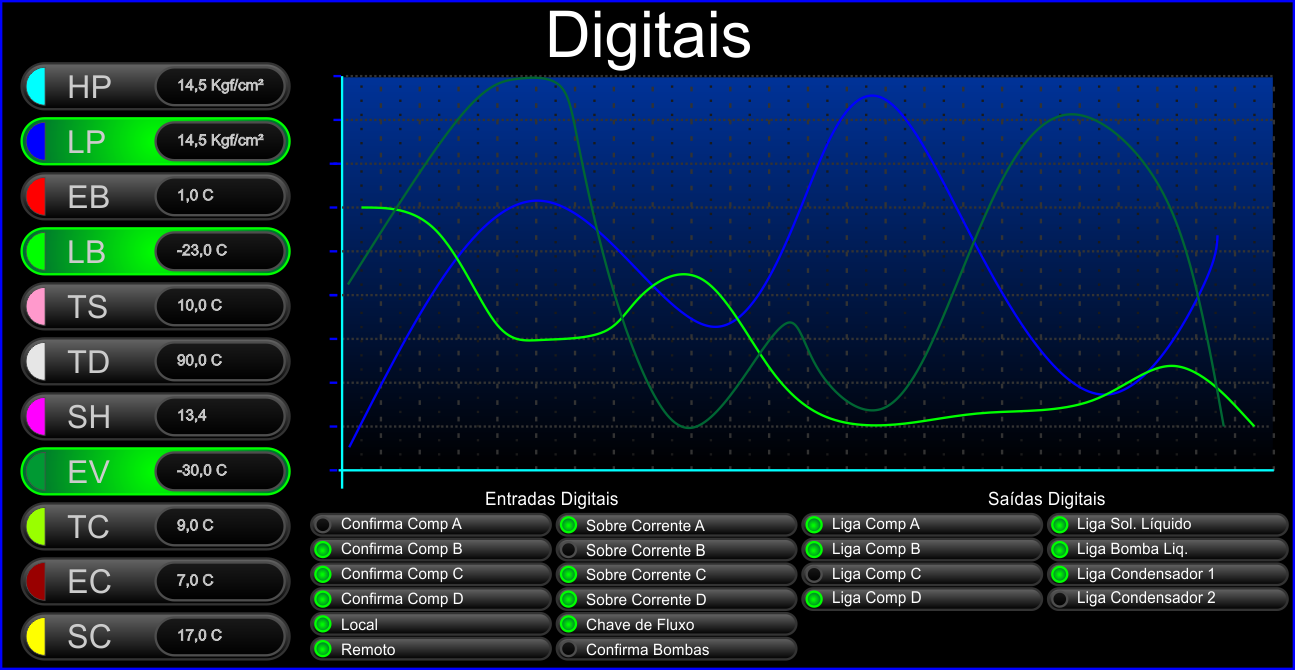 Digitais
HP 14,5 Kgf/cm²
LP 14,5 Kgf/cm²
EB 1,0 C
LB -23,0 C
TS 10,0 C
TD 90,0 C
SH 13,4
EV -30,0 C
TC 9,0 C
EC 7,0 C
SC 17,0 C
Entradas Digitais
Confirma Comp A
Confirma Comp B
Confirma Comp C
Confirma Comp D
Local
Remoto
Sobre Corrente A
Sobre Corrente B
Sobre Corrente C
Sobre Corrente D
Chave de Fluxo
Confirma Bombas
Saídas Digitais
Liga Comp A
Liga Comp B
Liga Comp C
Liga Comp D
Liga Sol. Líquido
Liga Bomba Liq.
Liga Condensador 1
Liga Condensador 2